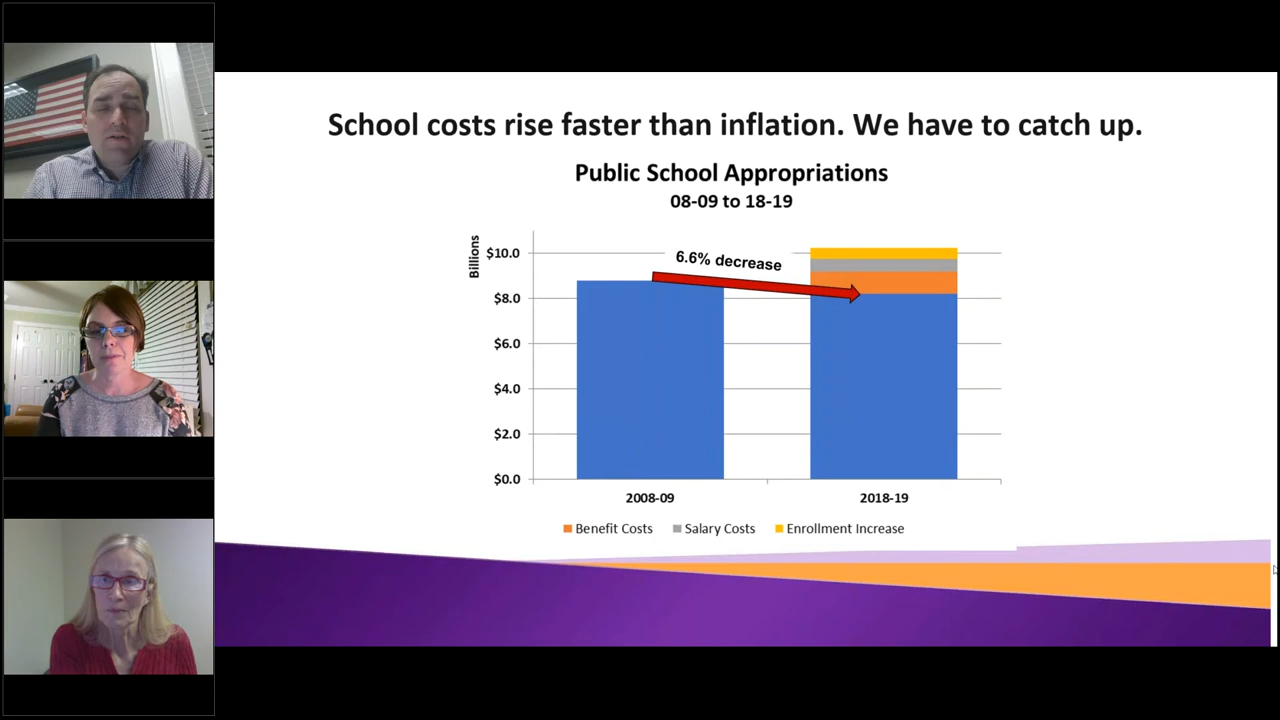 School costs rise faster than inflation. We have to catch up.
Public School Appropriations
08-09 to 18-19
Billions
$10.0
$8.0
$6.0
$4.0
$2.0
$0.0
6.6% decrease
2008-09
2018-19
Benefit Costs
Salary Costs
Enrollment Increase